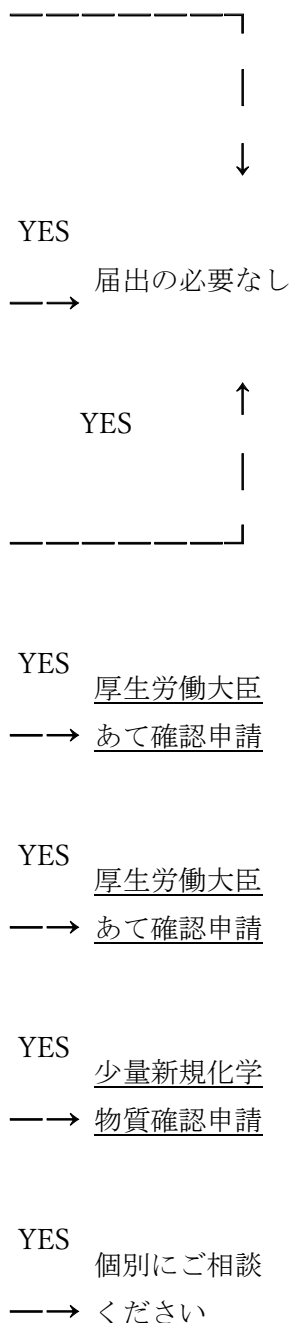 YES
届出の必要なし
YES
YES
厚生労働大臣
あて確認申請
YES
厚生労働大臣
あて確認申請
YES
少量新規化学
物質確認申請
YES
個別にご相談
ください